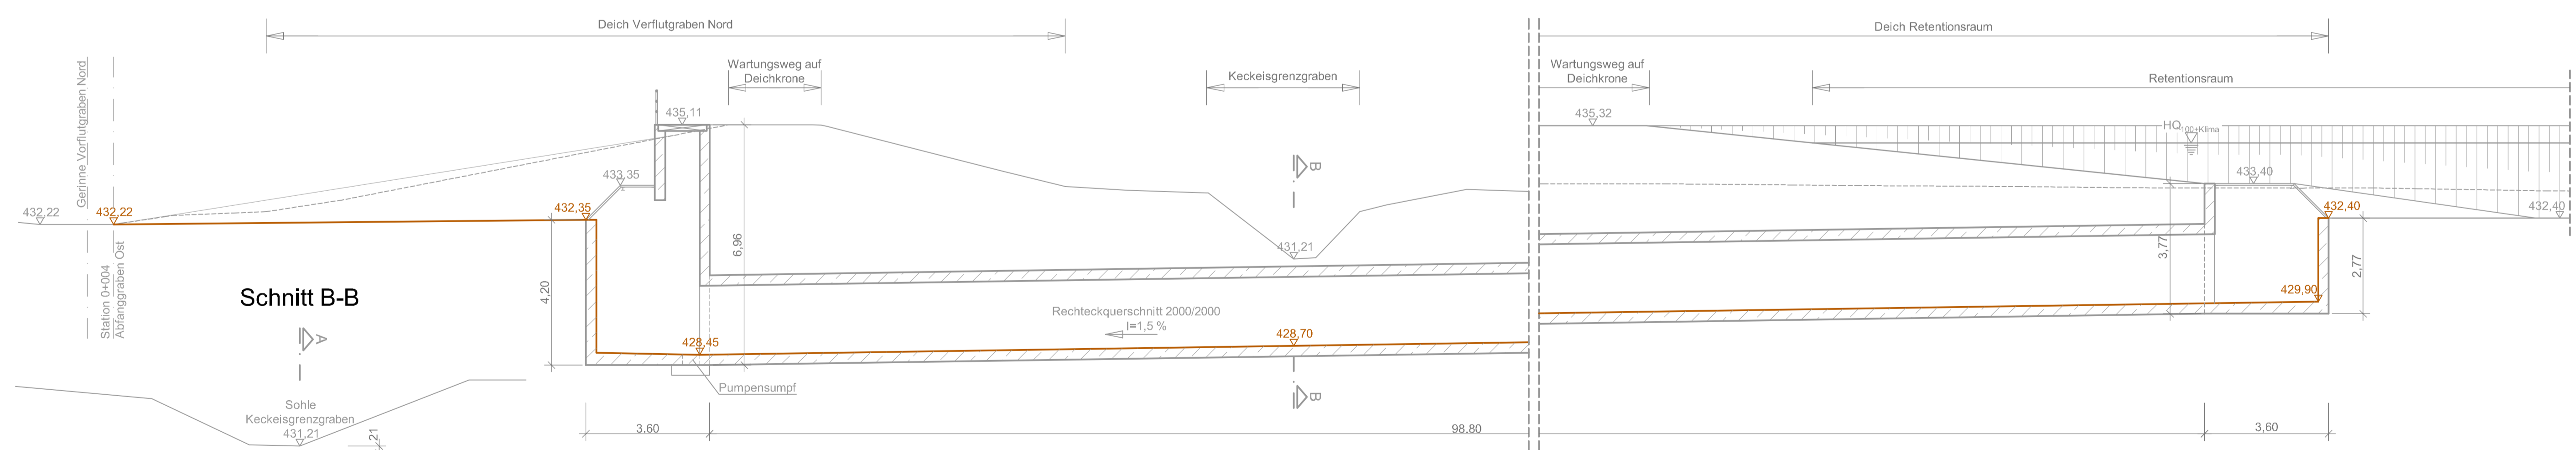 Deich Verflutgraben Nord
Deich Retentionsraum
Wartungsweg auf
Deichkrone
Keckeisgrenzgraben
Wartungsweg auf
Deichkrone
Retentionsraum
Gerinne Vorflutgraben Nord
435,11
435,32
HQ100+Klima
B
433,35
433,40
432,22
432,22
432,35
432,40
432,40
Station 0+004
Abfanggraben Ost
6,96
431,21
3,77
2,77
4,20
429,90
Schnitt B-B
Rechteckquerschnitt 2000/2000
I=1,5 %
A
428,45
428,70
Pumpensumpf
B
Sohle
Keckeisgrenzgraben
431,21
21
3.60
98.80
3,60